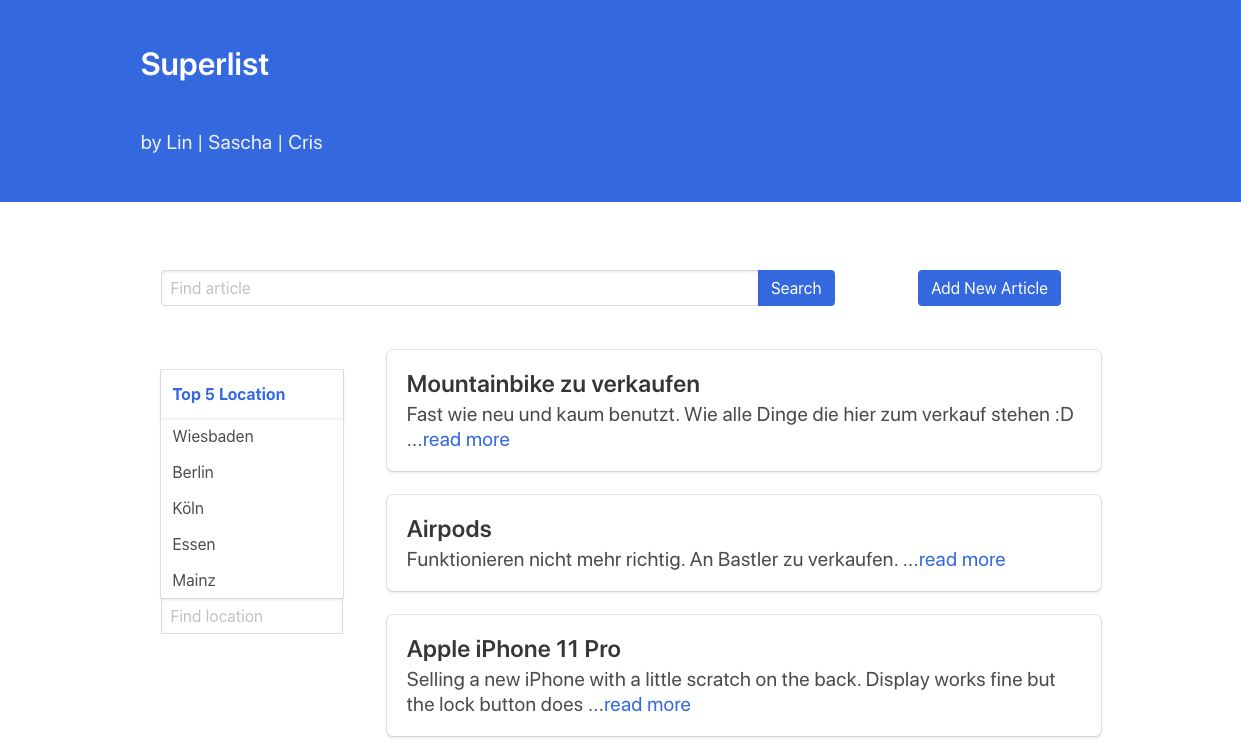 Superlist
by Lin | Sascha | Cris
Find article
Search
Add New Article
Top 5 Location
Wiesbaden
Berlin
Köln
Essen
Mainz
Find location
Mountainbike zu verkaufen
Fast wie neu und kaum benutzt. Wie alle Dinge die hier zum verkauf stehen :D
...read more
Airpods
Funktionieren nicht mehr richtig. An Bastler zu verkaufen. ...read more
Apple iPhone 11 Pro
Selling a new iPhone with a little scratch on the back. Display works fine but
the lock button does ...read more